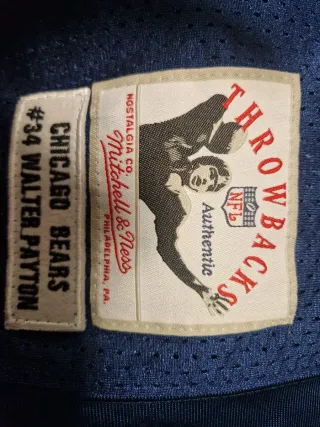 THROWBACKS
NFL
Authentic
NOSTALGIA CO.
Mitchell & Ness
PHILADELPHIA, PA.
CHICAGO BEARS
#34 WALTER PAYTON